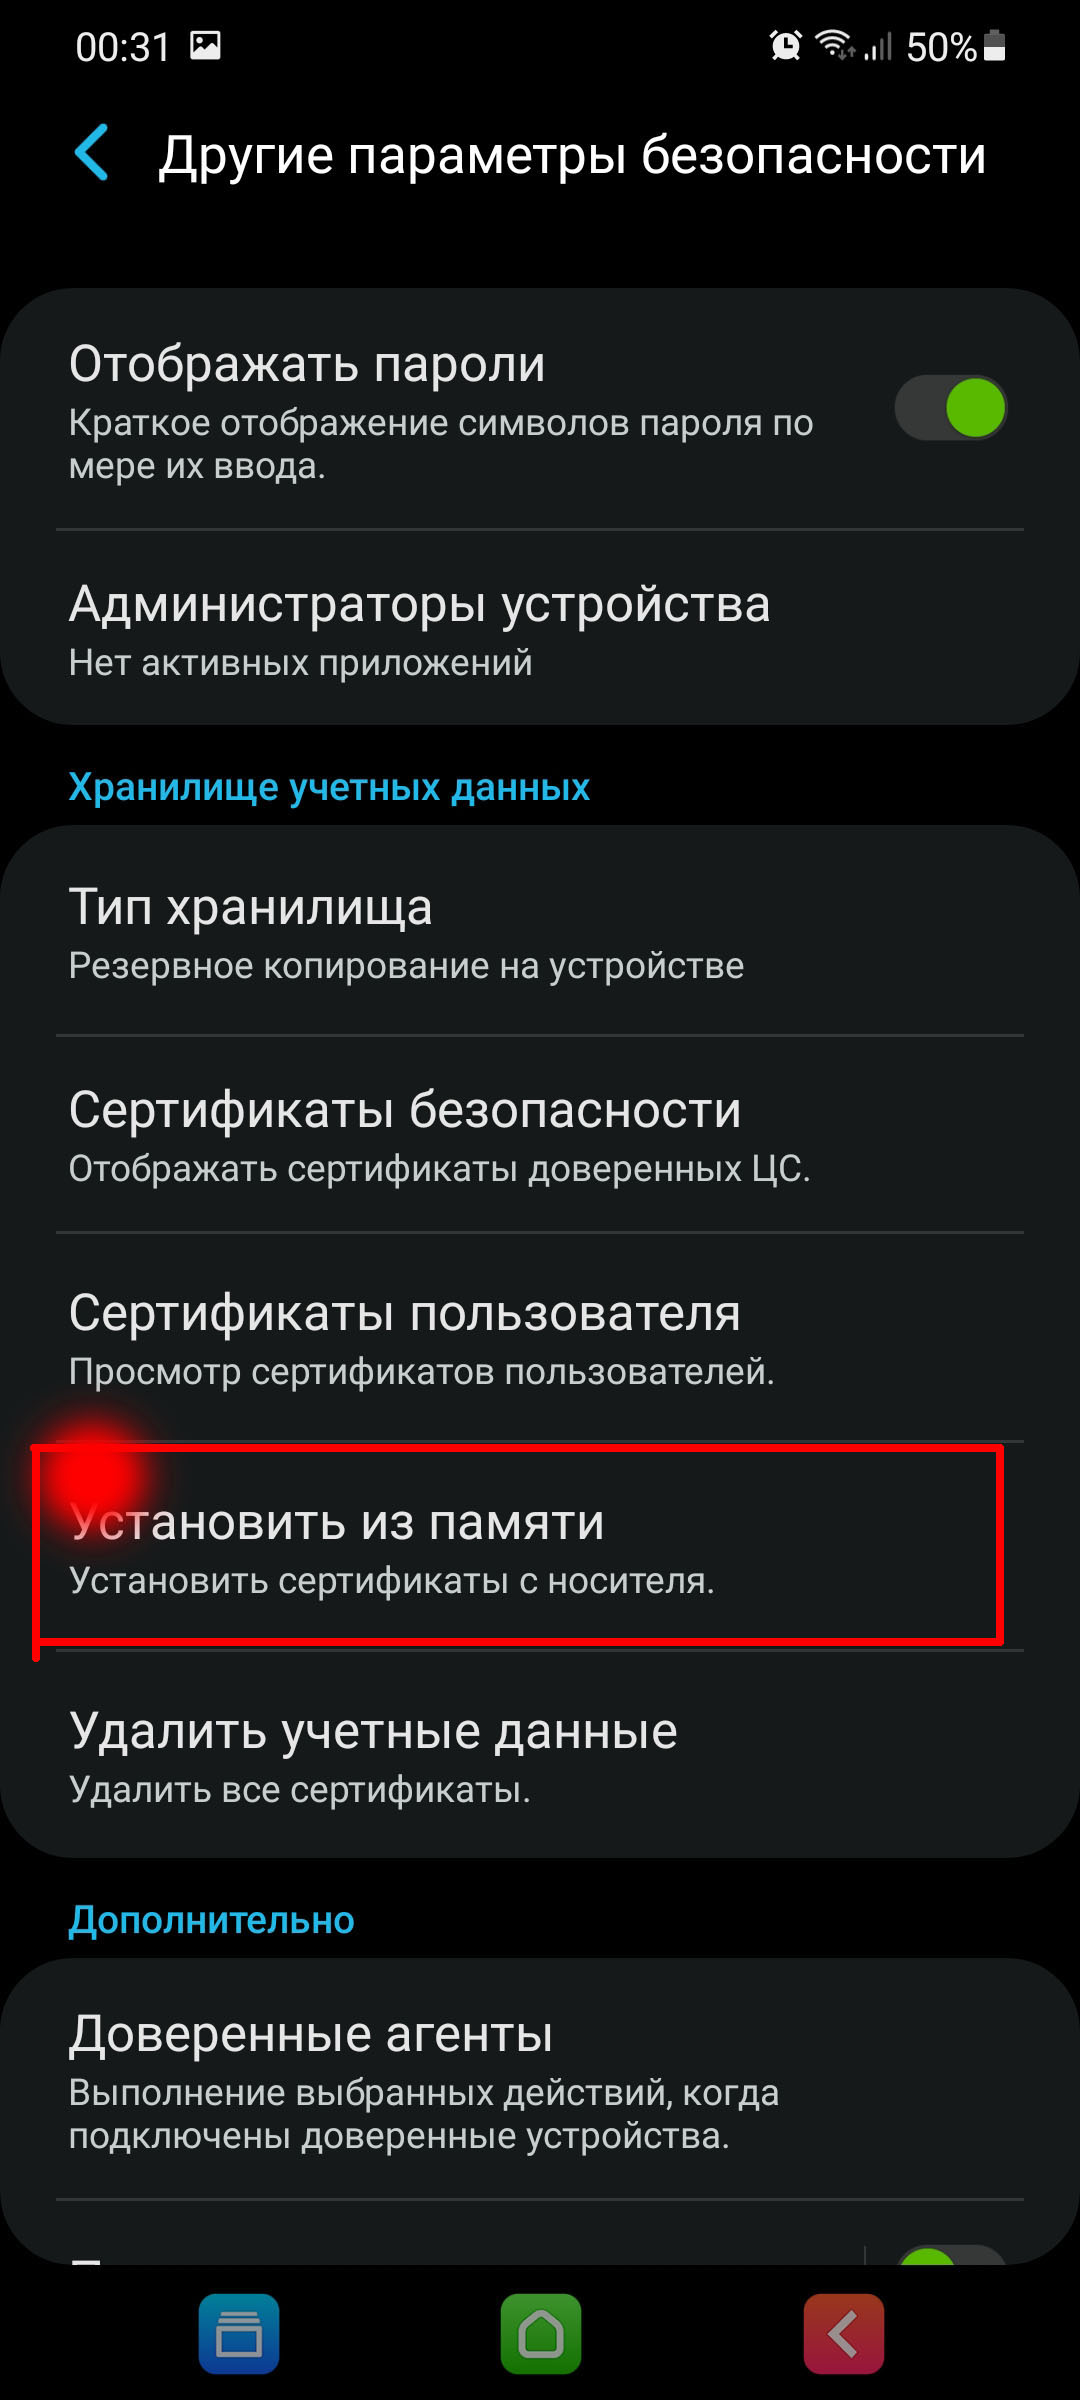 00:31
50%
Другие параметры безопасности
Отображать пароли
Краткое отображение символов пароля по
мере их ввода.
Администраторы устройства
Нет активных приложений
Хранилище учетных данных
Тип хранилища
Резервное копирование на устройстве
Сертификаты безопасности
Отображать сертификаты доверенных ЦС.
Сертификаты пользователя
Просмотр сертификатов пользователей.
Установить из памяти
Установить сертификаты с носителя.
Удалить учетные данные
Удалить все сертификаты.
Дополнительно
Доверенные агенты
Выполнение выбранных действий, когда
подключены доверенные устройства.